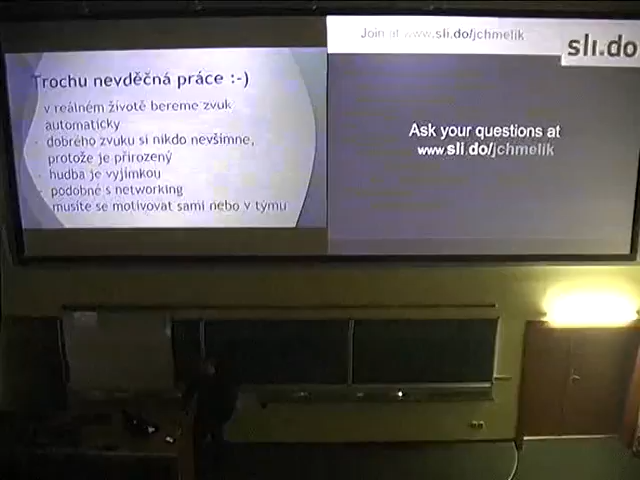 Trochu nevděčná práce :-)
v reálném životě bereme zvuk
automaticky
- dobrého zvuku si nikdo nevšimne,
protože je přirozený
- hudba je vyjímkou
- podobné s networking
musíte se motivovat sami nebo v týmu
Join at www.sli.do/jchmelik
sli.do
Ask your questions at
www.sli.do/jchmelik